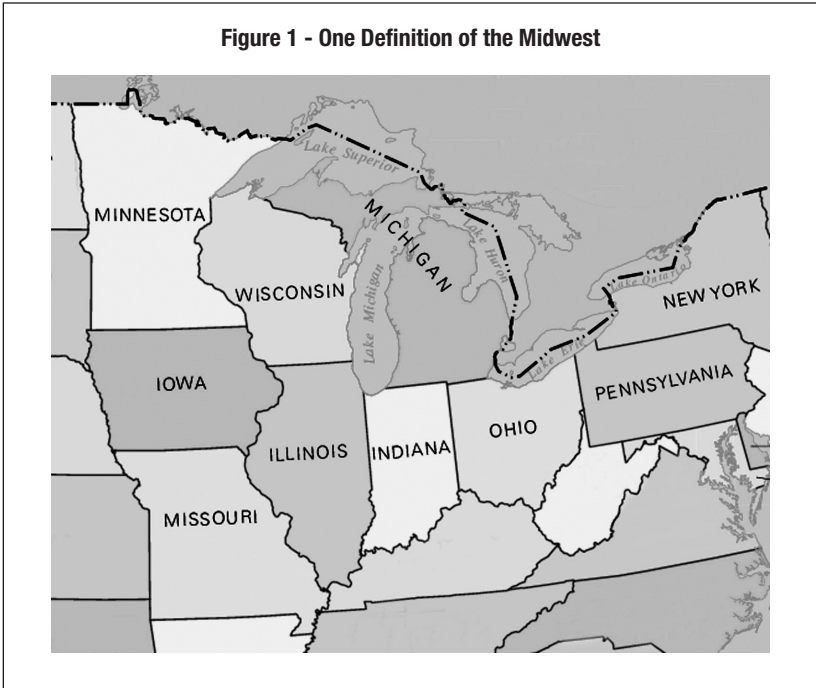 Figure 1 - One Definition of the Midwest
Lake Superior
MINNESOTA
MICHIGAN
Lake Huron
WISCONSIN
Lake Michigan
Lake Ontario
NEW YORK
Lake Erie
IOWA
PENNSYLVANIA
ILLINOIS
INDIANA
OHIO
MISSOURI